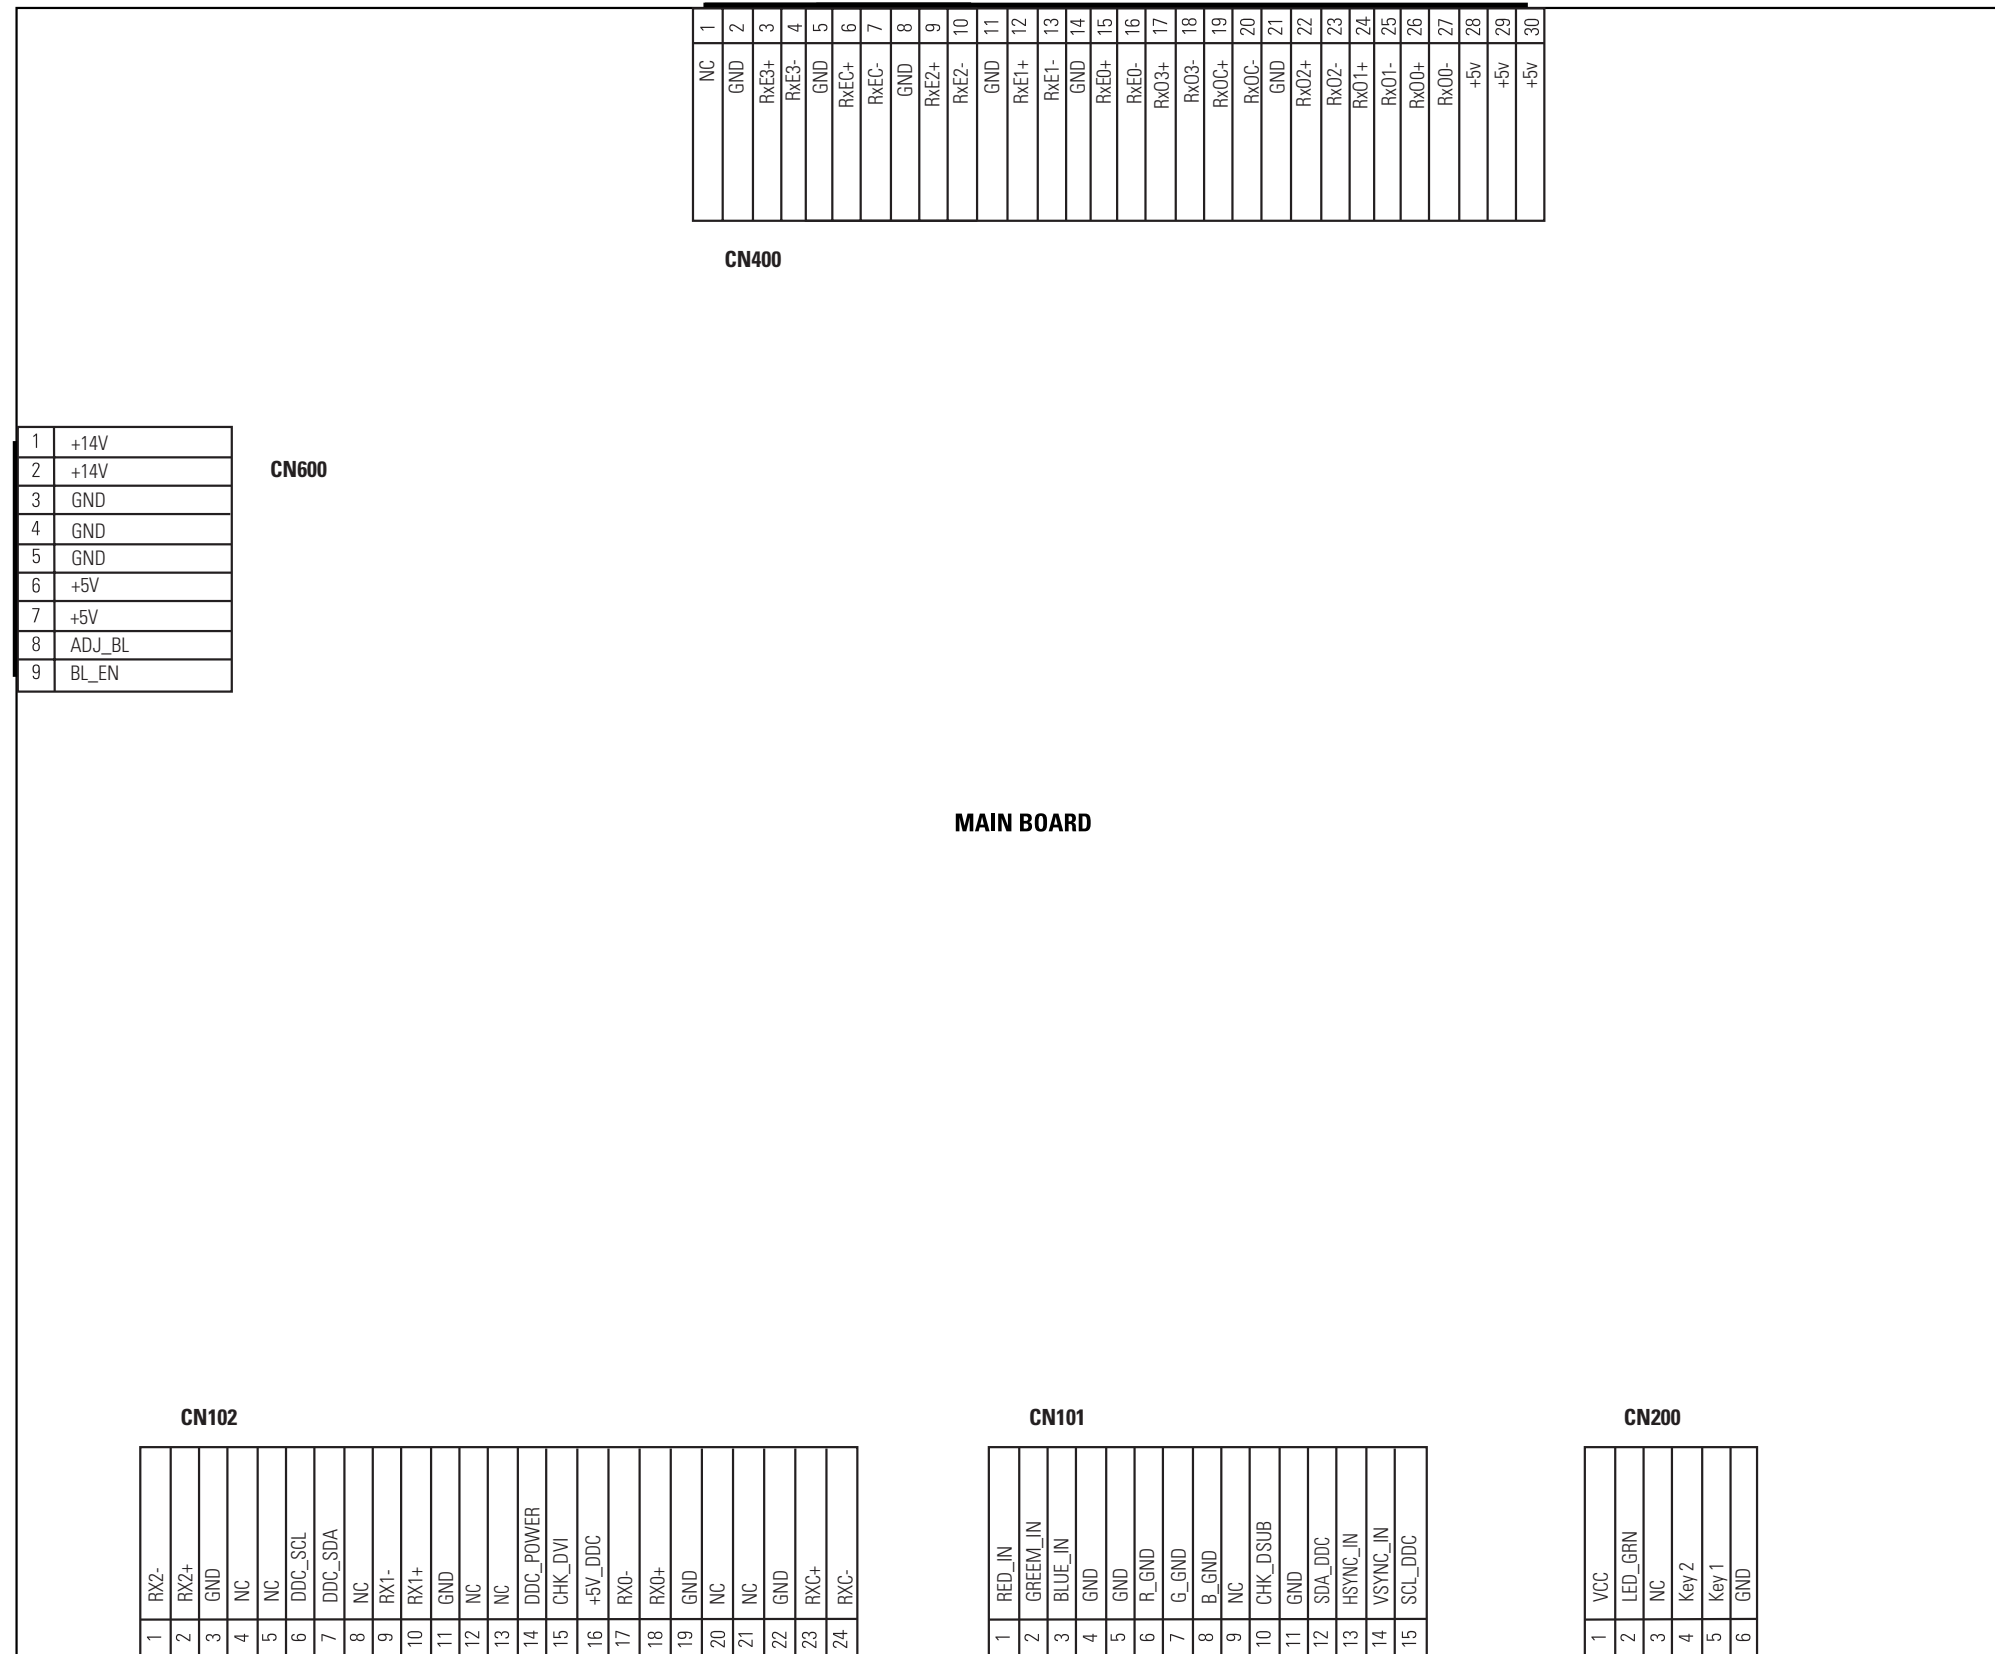 1 NC
2 GND
3 RxE3+
4 RxE3-
5 GND
6 RxEC+
7 RxEC-
8 GND
9 RxE2+
10 RxE2-
11 GND
12 RxE1+
13 RxE1-
14 GND
15 RxE0+
16 RxE0-
17 RxO3+
18 RxO3-
19 RxOC+
20 RxOC-
21 GND
22 RxO2+
23 RxO2-
24 RxO1+
25 RxO1-
26 RxO0+
27 RxO0-
28 +5v
29 +5v
30 +5v
CN400
1 +14V
2 +14V
3 GND
4 GND
5 GND
6 +5V
7 +5V
8 ADJ_BL
9 BL_EN
CN600
MAIN BOARD
CN102
1 RX2-
2 RX2+
3 GND
4 NC
5 NC
6 DDC_SCL
7 DDC_SDA
8 NC
9 RX1-
10 RX1+
11 GND
12 NC
13 NC
14 DDC_POWER
15 CHK_DVI
16 +5V_DDC
17 RX0-
18 RX0+
19 GND
20 NC
21 NC
22 GND
23 RXC+
24 RXC-
CN101
1 RED_IN
2 GREEM_IN
3 BLUE_IN
4 GND
5 GND
6 R_GND
7 G_GND
8 B_GND
9 NC
10 CHK_DSUB
11 GND
12 SDA_DDC
13 HSYNC_IN
14 VSYNC_IN
15 SCL_DDC
CN200
1 VCC
2 LED_GRN
3 NC
4 Key 2
5 Key 1
6 GND